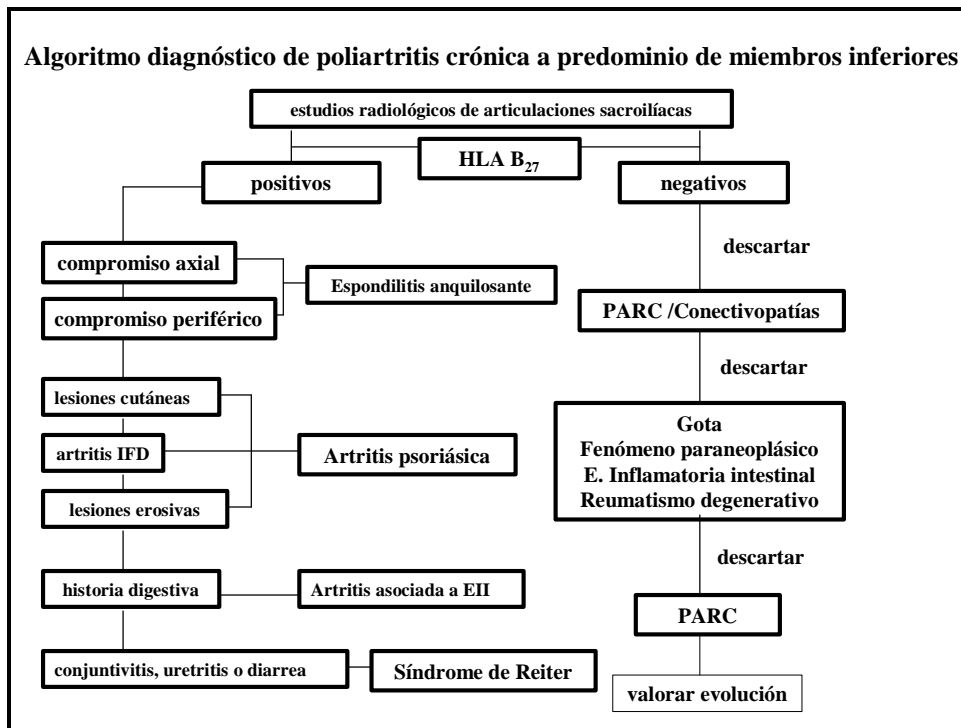 Algoritmo diagnóstico de poliartritis crónica a predominio de miembros inferiores
estudios radiológicos de articulaciones sacroilíacas
HLA B27
positivos
negativos
compromiso axial
compromiso periférico
Espondilitis anquilosante
lesiones cutáneas
artritis IFD
lesiones erosivas
Artritis psoriásica
historia digestiva
Artritis asociada a EII
conjuntivitis, uretritis o diarrea
Síndrome de Reiter
descartar
PARC /Conectivopatías
descartar
Gota
Fenómeno paraneoplásico
E. Inflamatoria intestinal
Reumatismo degenerativo
descartar
PARC
valorar evolución